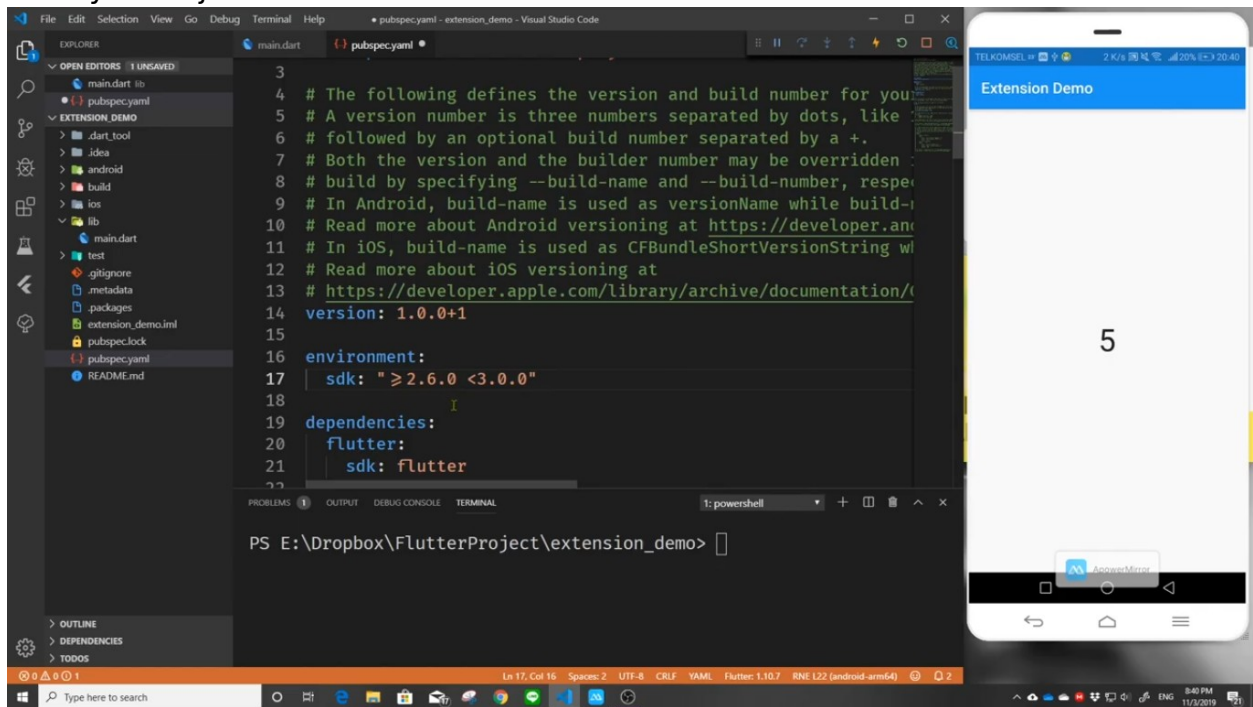 File Edit Selection View Go Debug Terminal Help
● pubspec.yaml - extension_demo - Visual Studio Code
EXPLORER
OPEN EDITORS 1 UNSAVED
main.dart lib
pubspec.yaml
EXTENSION_DEMO
.dart_tool
.idea
android
build
ios
lib
main.dart
test
.gitignore
.metadata
.packages
extension_demo.iml
pubspec.lock
pubspec.yaml
README.md
OUTLINE
DEPENDENCIES
TODOS
main.dart
pubspec.yaml
3
4 # The following defines the version and build number for you
5 # A version number is three numbers separated by dots, like
6 # followed by an optional build number separated by a +.
7 # Both the version and the builder number may be overridden
8 # build by specifying --build-name and --build-number, respe
9 # In Android, build-name is used as versionName while build-
10 # Read more about Android versioning at https://developer.an
11 # In iOS, build-name is used as CFBundleShortVersionString w
12 # Read more about iOS versioning at
13 # https://developer.apple.com/library/archive/documentation/
14 version: 1.0.0+1
15
16 environment:
17 sdk: "≥2.6.0 <3.0.0"
18
19 dependencies:
20 flutter:
21 sdk: flutter
22
PROBLEMS 1 OUTPUT DEBUG CONSOLE TERMINAL
1: powershell
PS E:\Dropbox\FlutterProject\extension_demo>
0 0 1
Ln 17, Col 16 Spaces: 2 UTF-8 CRLF YAML Flutter: 1.10.7 RNE L22 (android-arm64) 2
TELKOMSEL 2 K/s 20% 20:40
Extension Demo
5
ApowerMirror
Type here to search
ENG
8:40 PM
11/3/2019
21